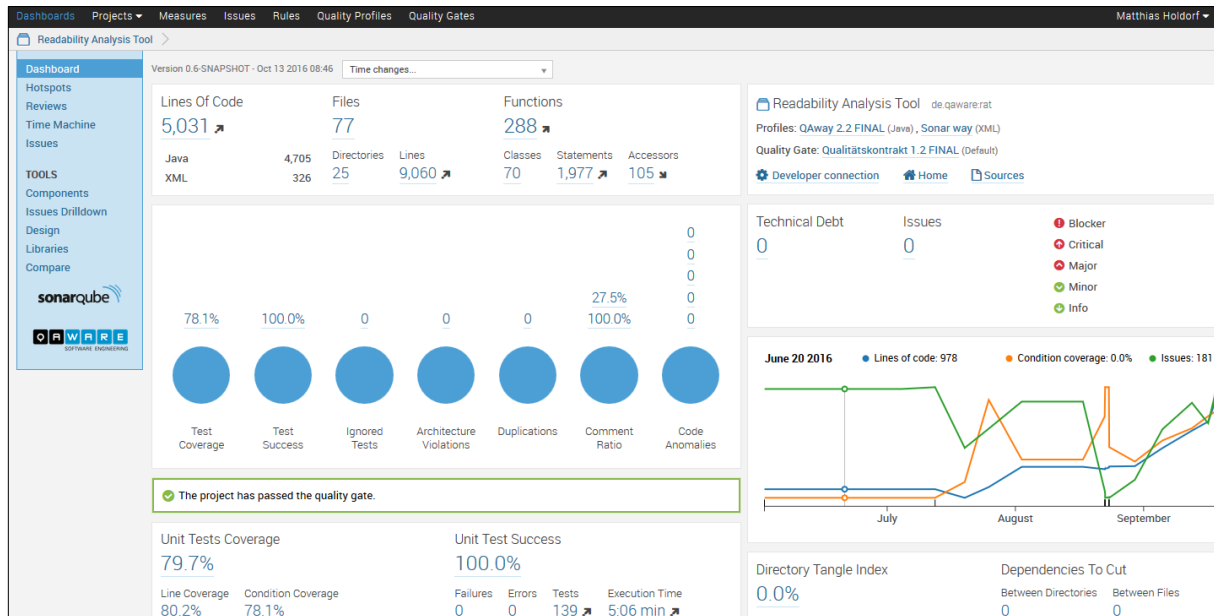 Dashboards Projects Measures Issues Rules Quality Profiles Quality Gates Matthias Holdorf
Readability Analysis Tool
Dashboard
Hotspots
Reviews
Time Machine
Issues
TOOLS
Components
Issues Drilldown
Design
Libraries
Compare
sonarqube
QAWARE
SOFTWARE ENGINEERING
Version 0.6-SNAPSHOT - Oct 13 2016 08:46 Time changes...
Lines Of Code Files Functions
5,031 77 288
Java 4,705
XML 326
Directories Lines
25 9,060
Classes Statements Accessors
70 1,977 105
0
0
0
27.5% 0
78.1% 100.0% 0 0 0 100.0% 0
Test Coverage
Test Success
Ignored Tests
Architecture Violations
Duplications
Comment Ratio
Code Anomalies
The project has passed the quality gate.
Unit Tests Coverage
79.7%
Line Coverage Condition Coverage
80.2% 78.1%
Unit Test Success
100.0%
Failures Errors Tests Execution Time
0 0 139 5:06 min
Readability Analysis Tool de.qaware:rat
Profiles: QAway 2.2 FINAL (Java) , Sonar way (XML)
Quality Gate: Qualitätskontrakt 1.2 FINAL (Default)
Developer connection Home Sources
Technical Debt Issues
0 0
Blocker
Critical
Major
Minor
Info
June 20 2016 Lines of code: 978 Condition coverage: 0.0% Issues: 181
July August September
Directory Tangle Index
0.0%
Dependencies To Cut
Between Directories Between Files
0 0